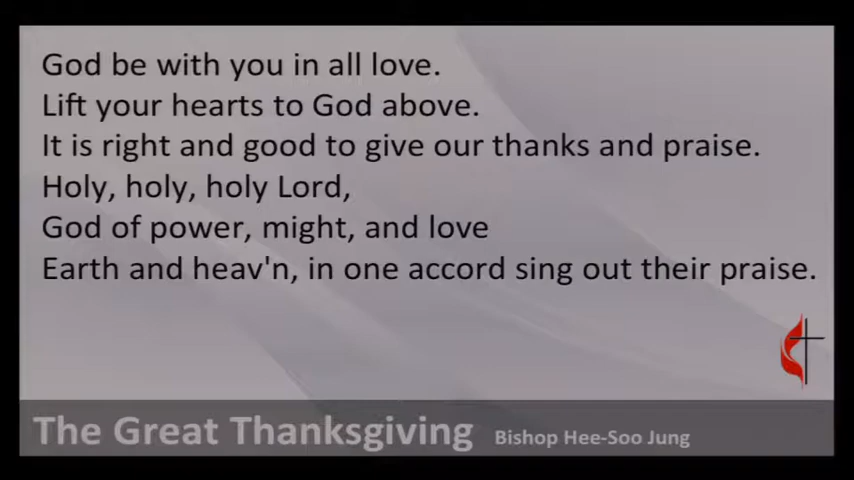 God be with you in all love.
Lift your hearts to God above.
It is right and good to give our thanks and praise.
Holy, holy, holy Lord,
God of power, might, and love
Earth and heav'n, in one accord sing out their praise.
The Great Thanksgiving Bishop Hee-Soo Jung